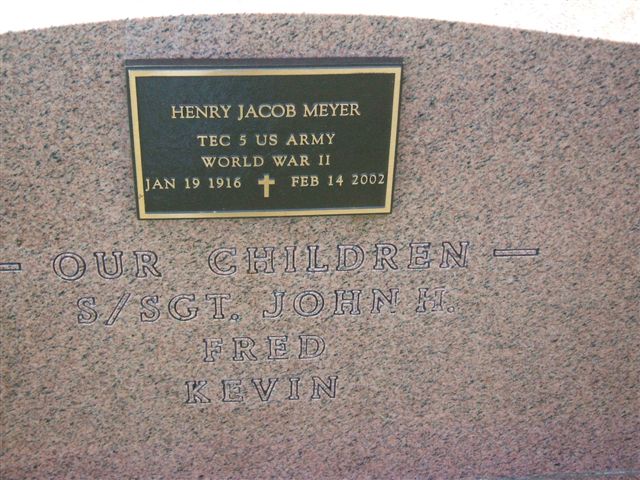 HENRY JACOB MEYER
TEC 5 US ARMY
WORLD WAR II
JAN 19 1916 ✝ FEB 14 2002
— OUR CHILDREN —
S/SGT. JOHN H.
FRED
KEVIN